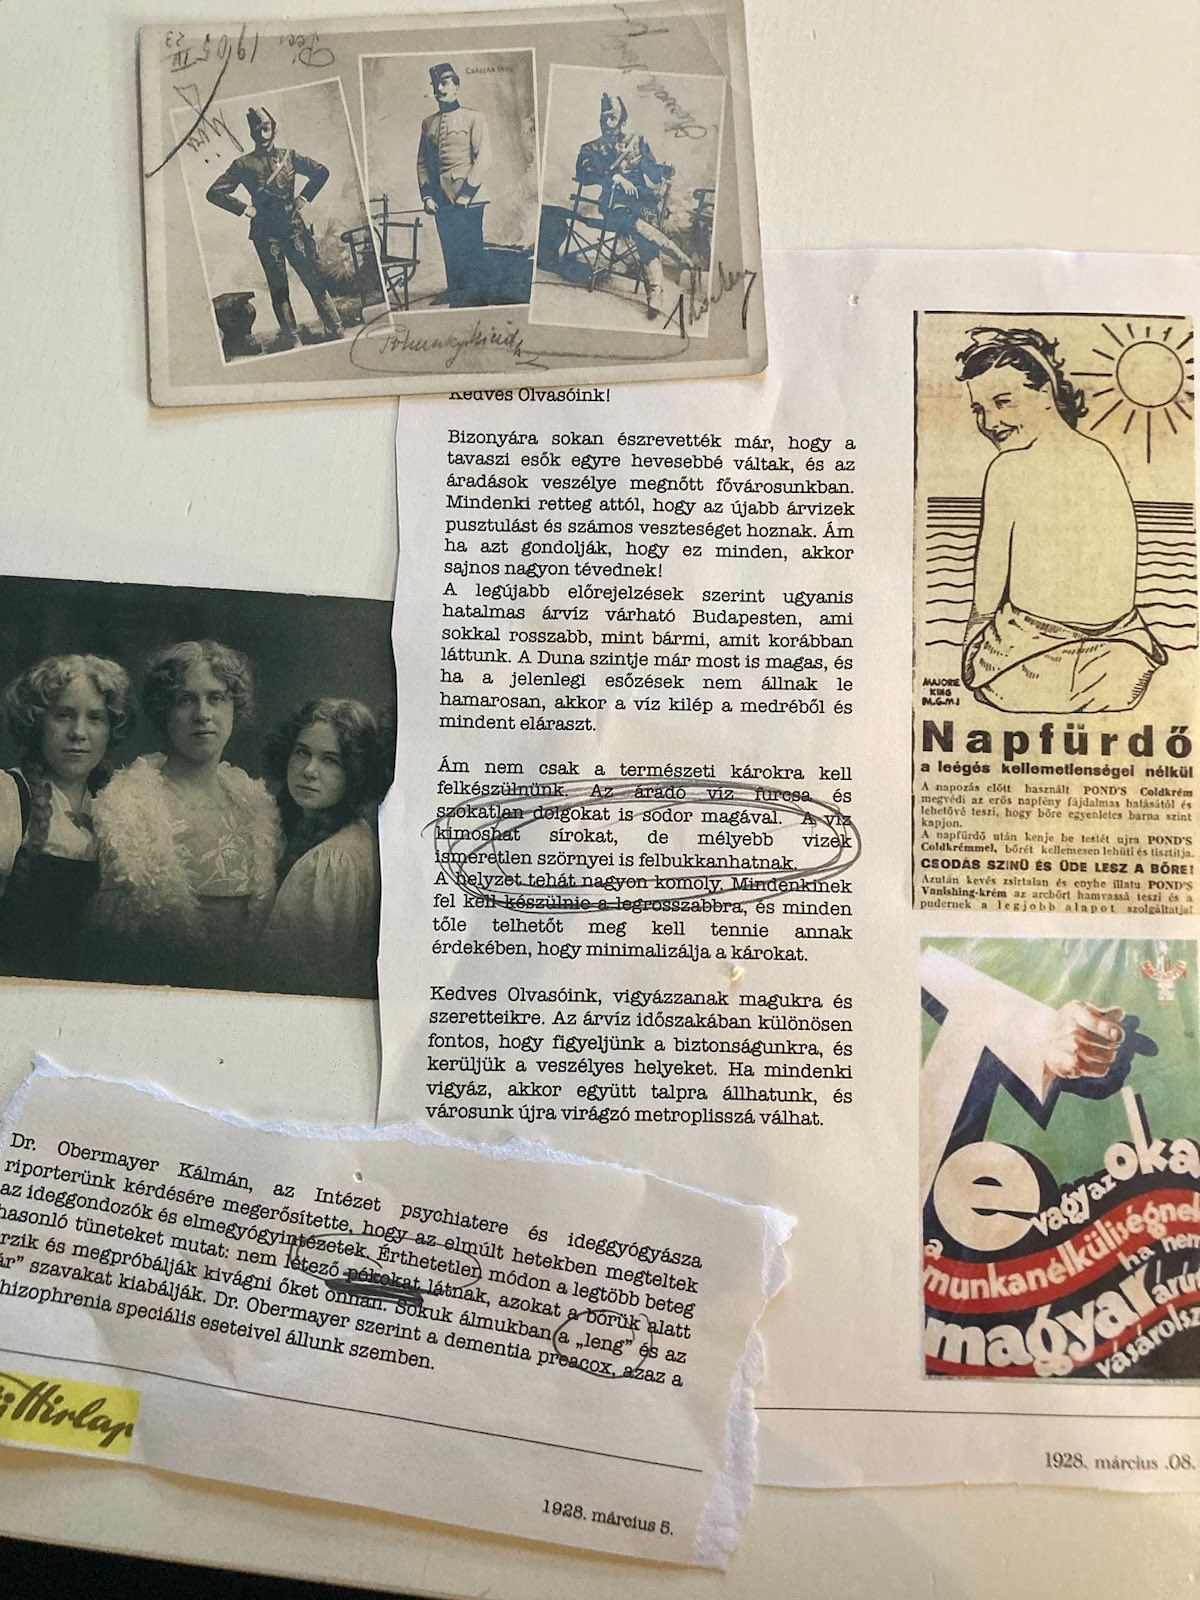 1905
IV
23
CSÁSZÁR
Kedves Olvasóink!
Bizonyára sokan észrevették már, hogy a
tavaszi esők egyre hevesebbé váltak, és az
áradások veszélye megnőtt fővárosunkban.
Mindenki retteg attól, hogy az újabb árvizek
pusztulást és számos veszteséget hoznak. Ám
ha azt gondolják, hogy ez minden, akkor
sajnos nagyon tévednek!
A legújabb előrejelzések szerint ugyanis
hatalmas árvíz várható Budapesten, ami
sokkal rosszabb, mint bármi, amit korábban
láttunk. A Duna szintje már most is magas, és
ha a jelenlegi esőzések nem állnak le
hamarosan, akkor a víz kilép a medréből és
mindent eláraszt.
Ám nem csak a természeti károkra kell
felkészülnünk. Az áradó víz furcsa és
szokatlan dolgokat is sodor magával. A víz
kimoshat sírokat, de mélyebb vizek
ismeretlen szörnyei is felbukkanhatnak.
A helyzet tehát nagyon komoly. Mindenkinek
fel kell készülnie a legrosszabbra, és minden
tőle telhetőt meg kell tennie annak
érdekében, hogy minimalizálja a károkat.
Kedves Olvasóink, vigyázzanak magukra és
szeretteikre. Az árvíz időszakában különösen
fontos, hogy figyeljünk a biztonságunkra, és
kerüljük a veszélyes helyeket. Ha mindenki
vigyáz, akkor együtt talpra állhatunk, és
városunk újra virágzó metroplisszá válhat.
MAJORE
KING
M.G.M.
Napfürdő
a leégés kellemetlenségei nélkül
A napozás előtt használt POND'S Coldkrém
megvédi az erős napfény fájdalmas hatásától és
lehetővé teszi, hogy bőre egyenletes barna szint
kapjon.
A napfürdő után kenje be testét ujra POND'S
Coldkrémmel, bőrét kellemesen lehüti és tisztitja.
CSODÁS SZINÜ ÉS ÜDE LESZ A BŐRE!
Azután kevés zsirtalan és enyhe illatu POND'S
Vanishing-krém az arcbőrt hamvassá teszi és a
pudernek a legjobb alapot szolgáltatja!
Te
vagy az oka
a
munkanélküliségnek
ha nem
magyar árút
vásárolsz
1928. március .08.
Dr. Obermayer Kálmán, az Intézet psychiatere és ideggyógyásza
riporterünk kérdésére megerősítette, hogy az elmúlt hetekben megteltek
az ideggondozók és elmegyógyintézetek. Érthetetlen módon a legtöbb beteg
hasonló tüneteket mutat: nem létező pókokat látnak, azokat a bőrük alatt
rzik és megpróbálják kivágni őket onnan. Sokuk álmukban a „leng” és az
ár” szavakat kiabálják. Dr. Obermayer szerint a dementia preacox, azaz a
hizophrenia speciális eseteivel állunk szemben.
i Hirlap
1928. március 5.